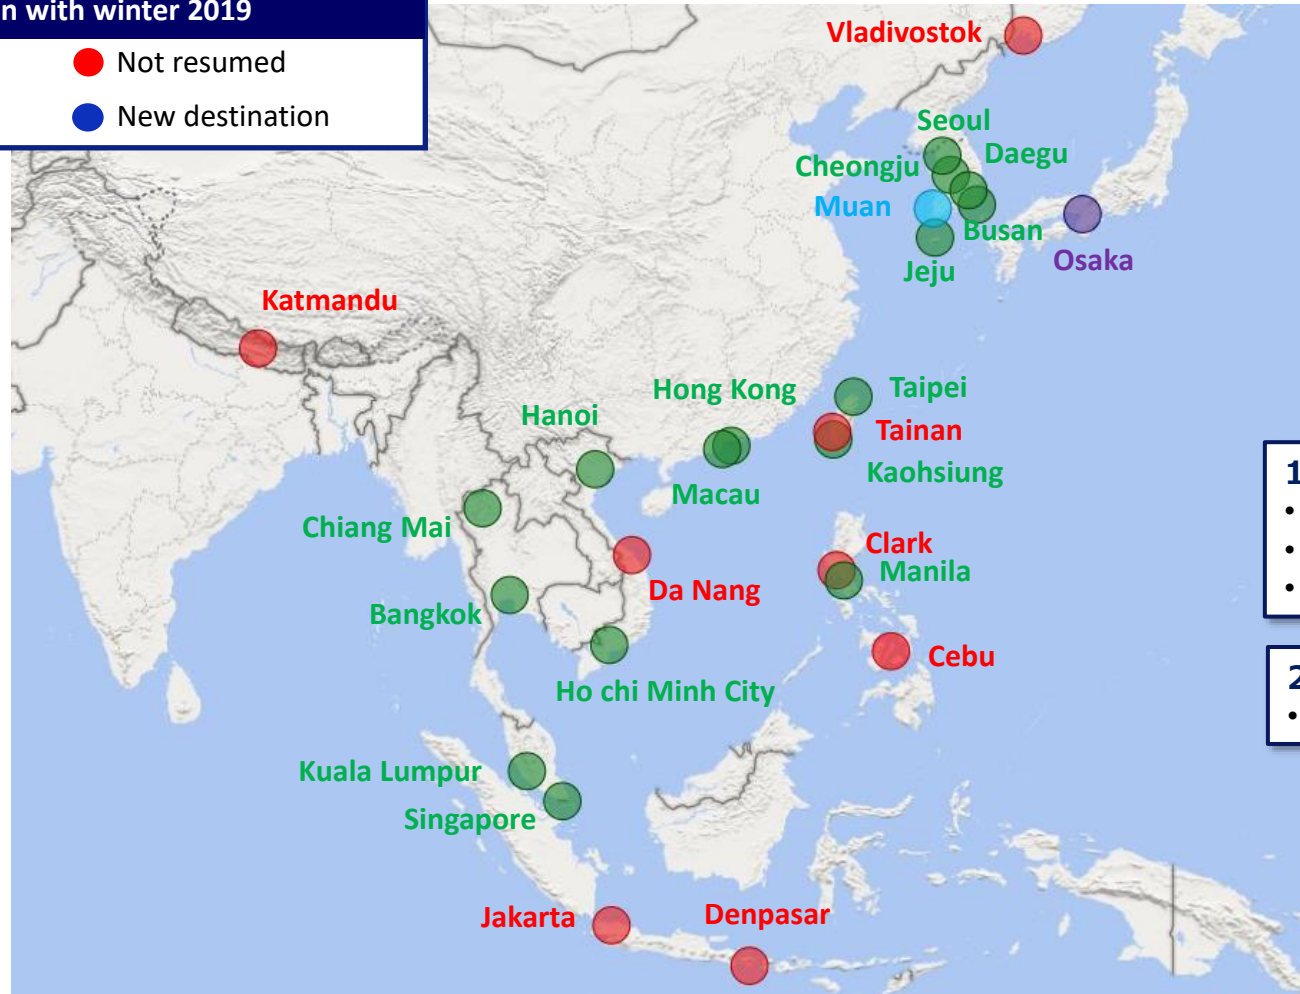 n with winter 2019
Not resumed
New destination
Vladivostok
Seoul
Daegu
Cheongju
Muan
Busan
Osaka
Jeju
Katmandu
Hong Kong
Taipei
Hanoi
Tainan
Kaohsiung
Macau
Chiang Mai
Clark
Manila
Da Nang
Bangkok
Cebu
Ho chi Minh City
Kuala Lumpur
Singapore
Jakarta
Denpasar
1
•
•
•
2
•